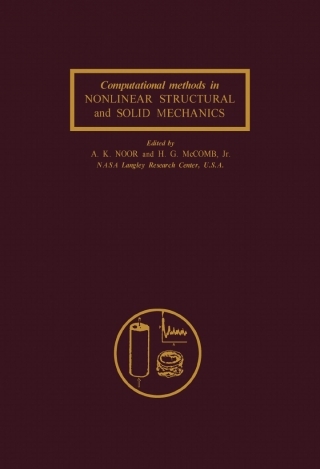 Computational methods in
NONLINEAR STRUCTURAL
and SOLID MECHANICS
Edited by
A. K. NOOR and H. G. McCOMB, Jr.
NASA Langley Research Center, U.S.A.